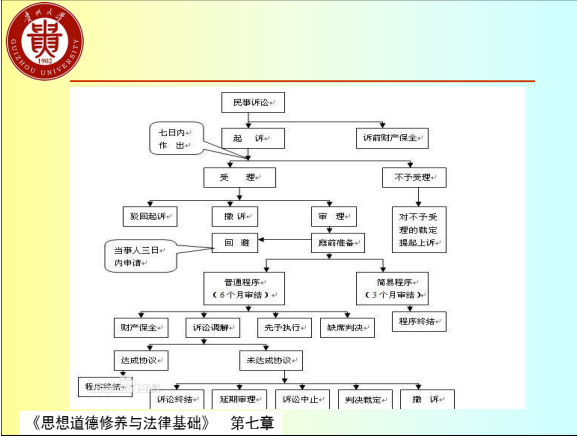 贵州大学
GUIZHOU UNIVERSITY
1902
民事诉讼
七日内
作 出
起 诉
诉前财产保全
受 理
不予受理
驳回起诉
撤 诉
审 理
对不予受
理的裁定
提起上诉
当事人三日
内申请
回 避
庭前准备
普通程序
（6个月审结）
简易程序
（3个月审结）
财产保全
诉讼调解
先予执行
缺席判决
程序终结
达成协议
未达成协议
程序终结
诉讼终结
延期审理
诉讼中止
判决裁定
撤 诉
《思想道德修养与法律基础》 第七章